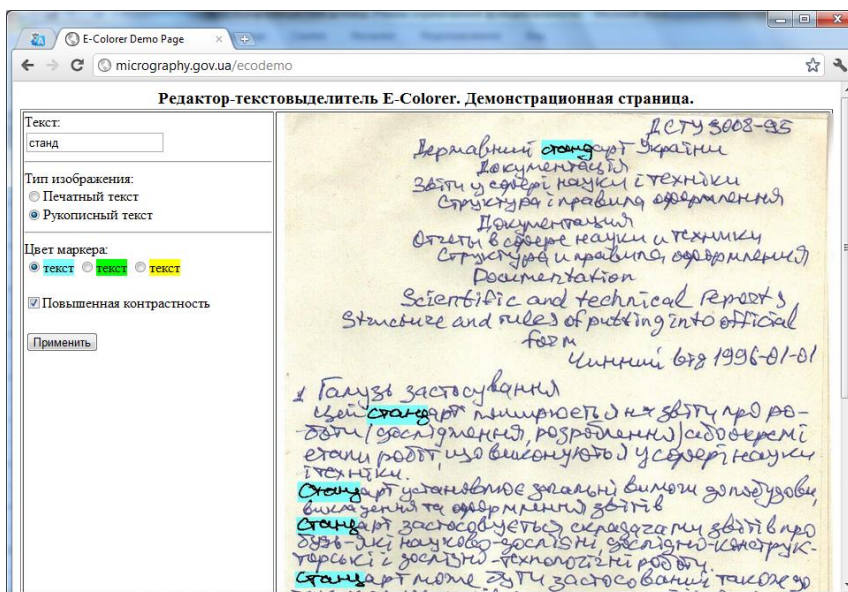 E-Colorer Demo Page
micrography.gov.ua/ecodemo
Редактор-текстовыделитель E-Colorer. Демонстрационная страница.
Текст:
станд
Тип изображения:
Печатный текст
Рукописный текст
Цвет маркера:
текст текст текст
Повышенная контрастность
Применить
ДСТУ 3008-95
Державний стандарт України
Документація
Звіти у сфері науки і техніки
Структура і правила оформлення
Документация
Отчеты в сфере науки и техники
Структура и правила оформления
Documentation
Scientific and technical reports
Structure and rules of putting into official
form
Чинний від 1996-01-01
1 Галузь застосування
Цей стандарт поширюється на звіти про ро-
-боти (дослідження, розроблення) або окремі
етапи робіт, що виконуються у сфері науки
і техніки.
Стандарт установлює загальні вимоги до побудови,
викладення та оформлення звітів
Стандарт застосовується складачами звітів про
будь-які науково-дослідні, дослідно-конструк-
торські і дослідно-технологічні роботи.
Стандарт може бути застосований також до